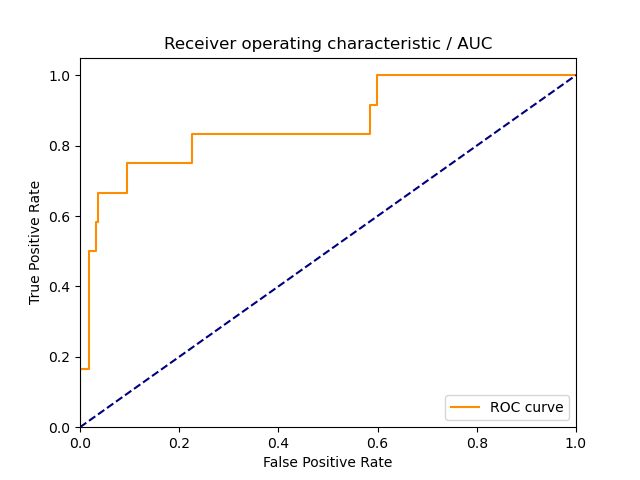 Receiver operating characteristic / AUC
True Positive Rate
1.0
0.8
0.6
0.4
0.2
0.0
0.0 0.2 0.4 0.6 0.8 1.0
False Positive Rate
ROC curve